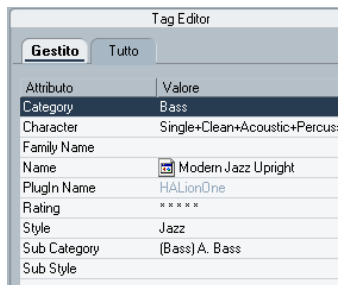 Tag Editor
Gestito Tutto
Attributo Valore
Category Bass
Character Single+Clean+Acoustic+Percus
Family Name
Name Modern Jazz Upright
PlugIn Name HALionOne
Rating * * * * *
Style Jazz
Sub Category (Bass) A. Bass
Sub Style